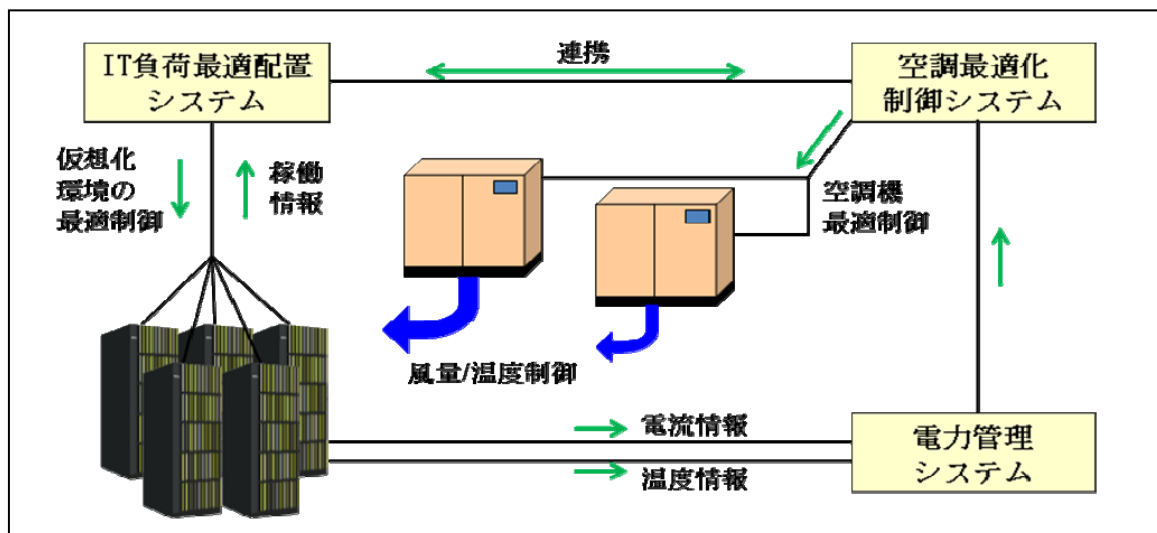 IT負荷最適配置
システム
連携
空調最適化
制御システム
仮想化
環境の
最適制御
稼働
情報
空調機
最適制御
風量/温度制御
電流情報
温度情報
電力管理
システム